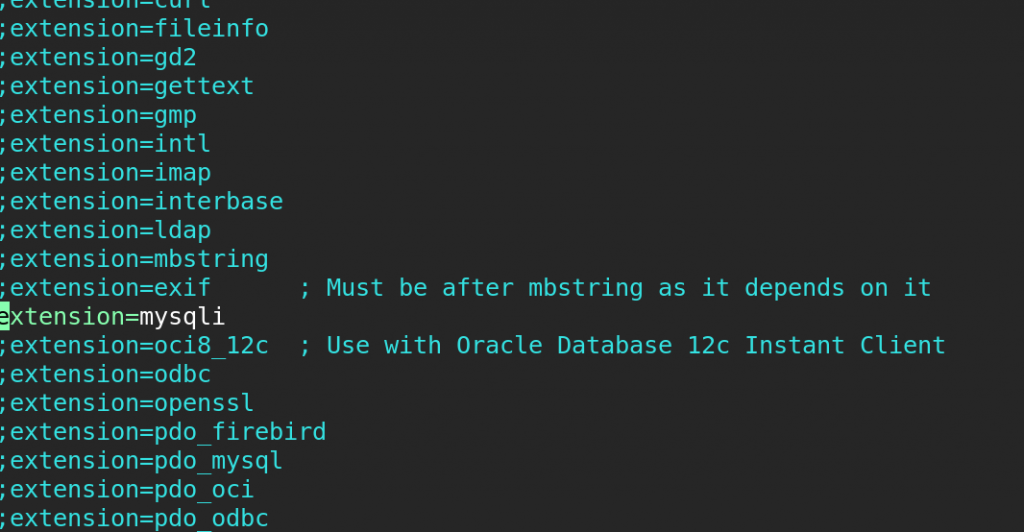 ;extension=curl
;extension=fileinfo
;extension=gd2
;extension=gettext
;extension=gmp
;extension=intl
;extension=imap
;extension=interbase
;extension=ldap
;extension=mbstring
;extension=exif      ; Must be after mbstring as it depends on it
extension=mysqli
;extension=oci8_12c  ; Use with Oracle Database 12c Instant Client
;extension=odbc
;extension=openssl
;extension=pdo_firebird
;extension=pdo_mysql
;extension=pdo_oci
;extension=pdo_odbc